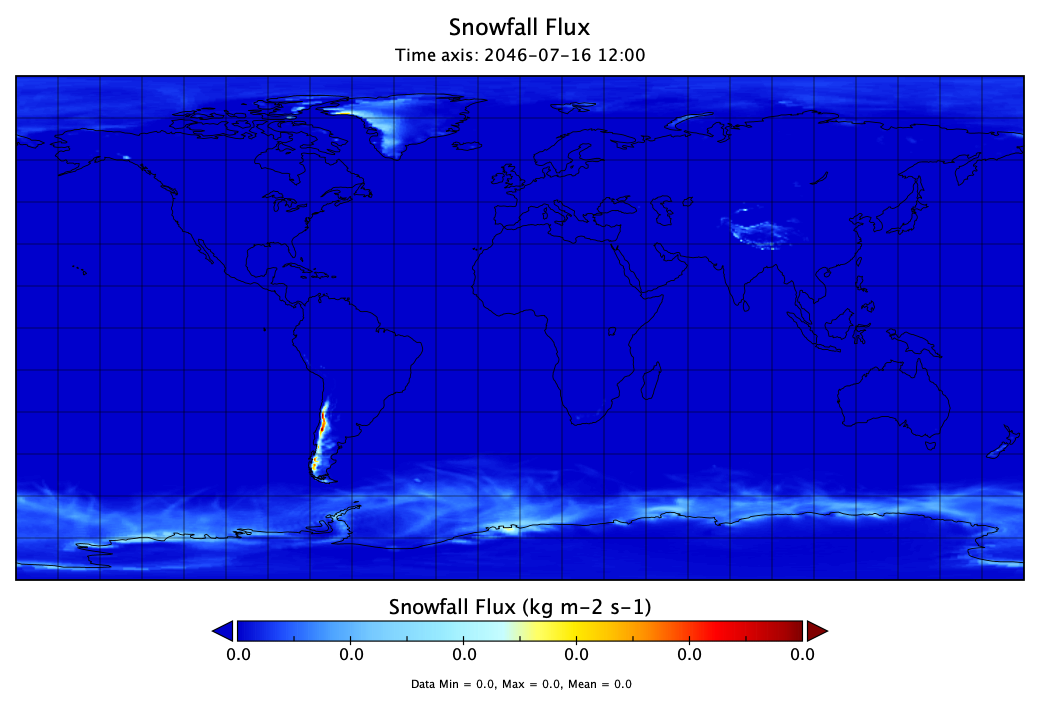 Snowfall Flux
Time axis: 2046-07-16 12:00
Snowfall Flux (kg m-2 s-1)
0.0 0.0 0.0 0.0 0.0 0.0
Data Min = 0.0, Max = 0.0, Mean = 0.0